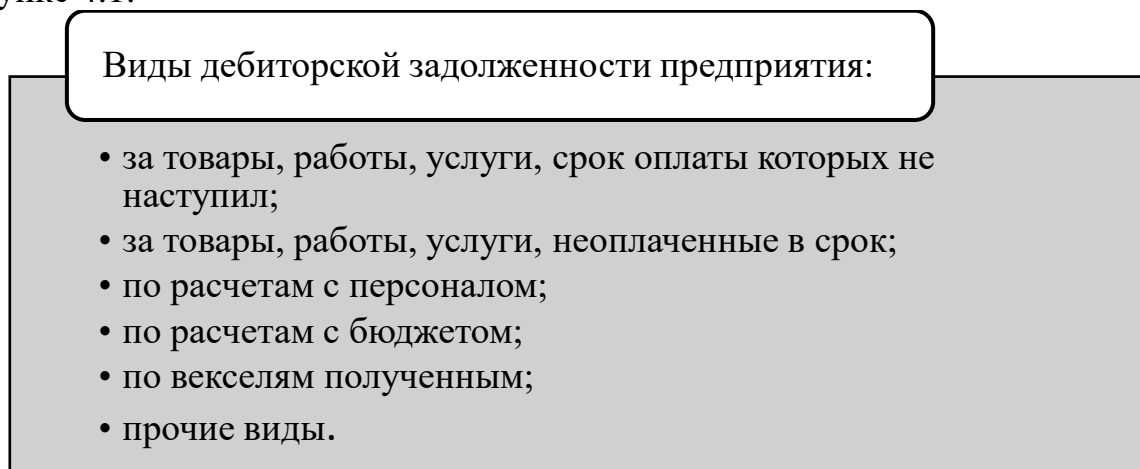 Виды дебиторской задолженности предприятия:
• за товары, работы, услуги, срок оплаты которых не
наступил;
• за товары, работы, услуги, неоплаченные в срок;
• по расчетам с персоналом;
• по расчетам с бюджетом;
• по векселям полученным;
• прочие виды.